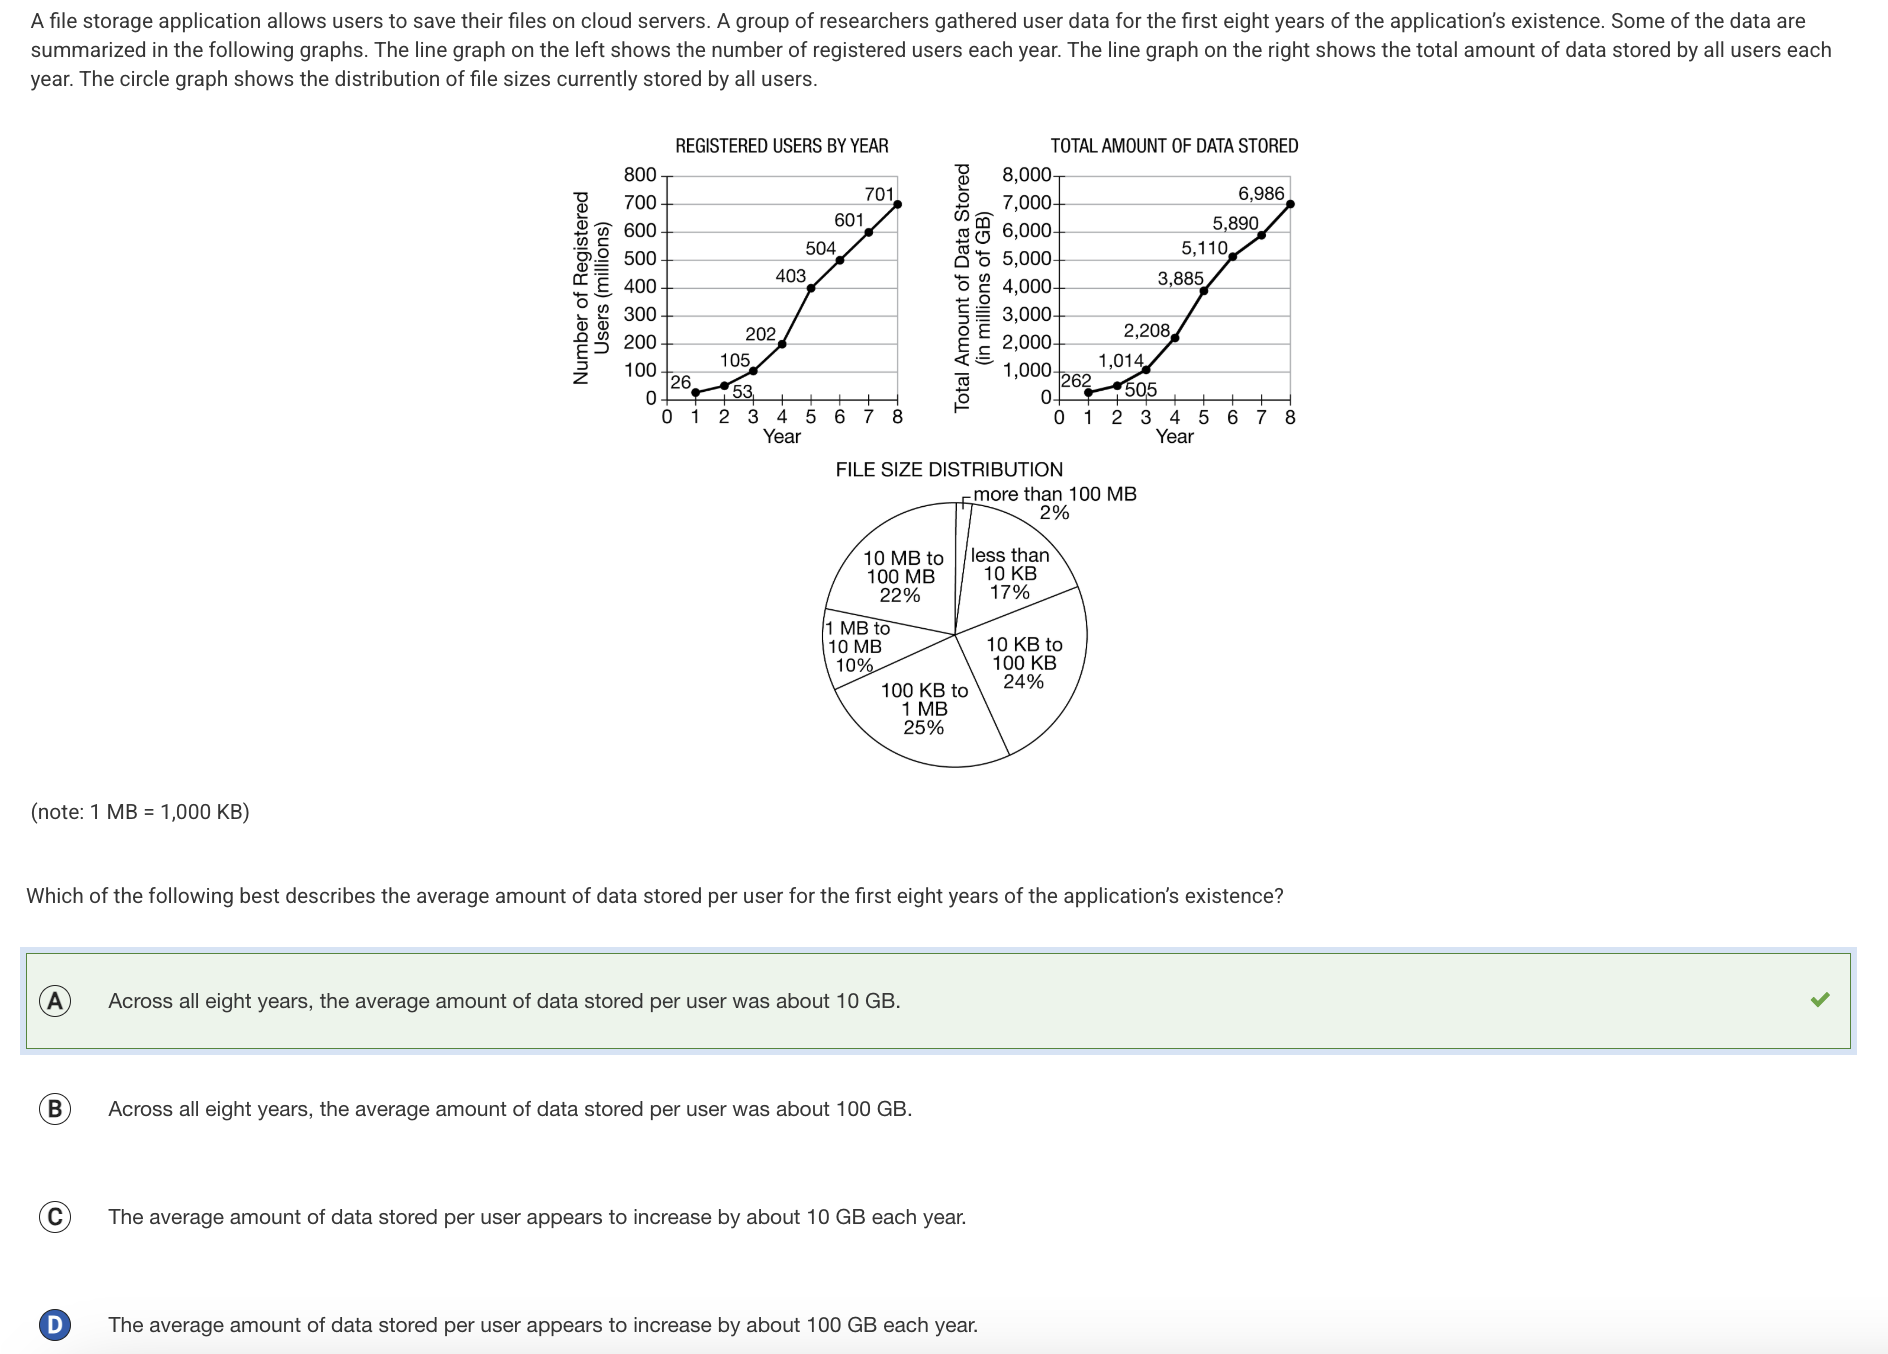 A file storage application allows users to save their files on cloud servers. A group of researchers gathered user data for the first eight years of the application’s existence. Some of the data are
summarized in the following graphs. The line graph on the left shows the number of registered users each year. The line graph on the right shows the total amount of data stored by all users each
year. The circle graph shows the distribution of file sizes currently stored by all users.
REGISTERED USERS BY YEAR
Number of Registered
Users (millions)
800
700
600
500
400
300
200
100
0
26
53
105
202
403
504
601
701
0 1 2 3 4 5 6 7 8
Year
TOTAL AMOUNT OF DATA STORED
Total Amount of Data Stored
(in millions of GB)
8,000
7,000
6,000
5,000
4,000
3,000
2,000
1,000
0
262
505
1,014
2,208
3,885
5,110
5,890
6,986
0 1 2 3 4 5 6 7 8
Year
FILE SIZE DISTRIBUTION
more than 100 MB
2%
less than
10 KB
17%
10 KB to
100 KB
24%
100 KB to
1 MB
25%
1 MB to
10 MB
10%
10 MB to
100 MB
22%
(note: 1 MB = 1,000 KB)
Which of the following best describes the average amount of data stored per user for the first eight years of the application’s existence?
A Across all eight years, the average amount of data stored per user was about 10 GB.
B Across all eight years, the average amount of data stored per user was about 100 GB.
C The average amount of data stored per user appears to increase by about 10 GB each year.
D The average amount of data stored per user appears to increase by about 100 GB each year.